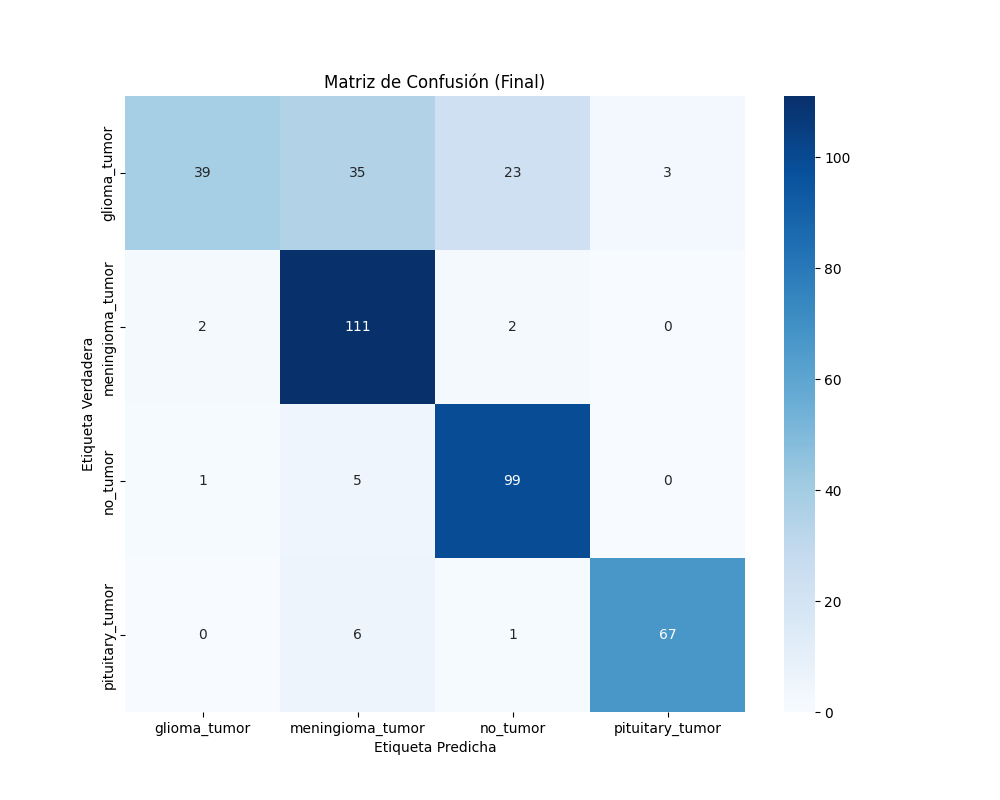 Matriz de Confusión (Final)
Etiqueta Verdadera
glioma_tumor
39 35 23 3
meningioma_tumor
2 111 2 0
no_tumor
1 5 99 0
pituitary_tumor
0 6 1 67
glioma_tumor meningioma_tumor no_tumor pituitary_tumor
Etiqueta Predicha
100
80
60
40
20
0